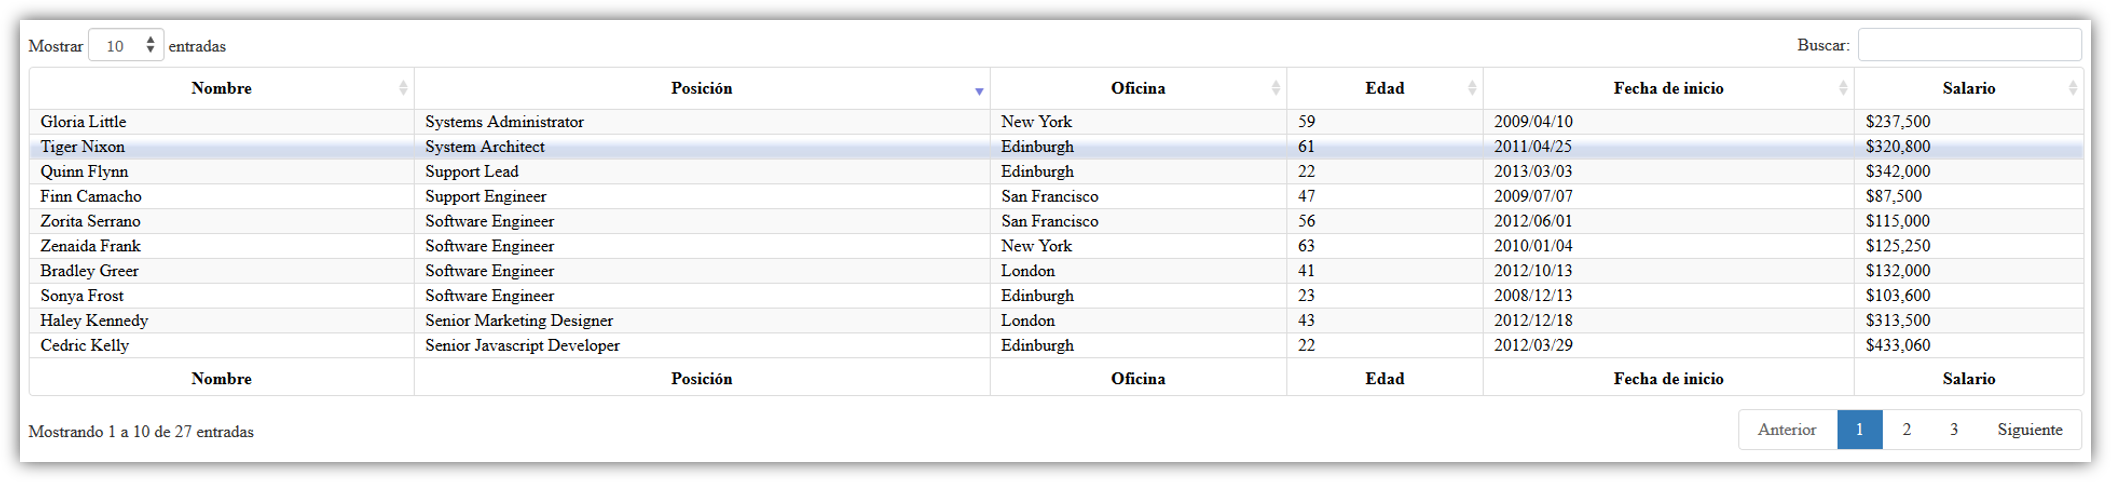 Mostrar 10 entradas Buscar:
Nombre Posición Oficina Edad Fecha de inicio Salario
Gloria Little Systems Administrator New York 59 2009/04/10 $237,500
Tiger Nixon System Architect Edinburgh 61 2011/04/25 $320,800
Quinn Flynn Support Lead Edinburgh 22 2013/03/03 $342,000
Finn Camacho Support Engineer San Francisco 47 2009/07/07 $87,500
Zorita Serrano Software Engineer San Francisco 56 2012/06/01 $115,000
Zenaida Frank Software Engineer New York 63 2010/01/04 $125,250
Bradley Greer Software Engineer London 41 2012/10/13 $132,000
Sonya Frost Software Engineer Edinburgh 23 2008/12/13 $103,600
Haley Kennedy Senior Marketing Designer London 43 2012/12/18 $313,500
Cedric Kelly Senior Javascript Developer Edinburgh 22 2012/03/29 $433,060
Nombre Posición Oficina Edad Fecha de inicio Salario
Mostrando 1 a 10 de 27 entradas Anterior 1 2 3 Siguiente